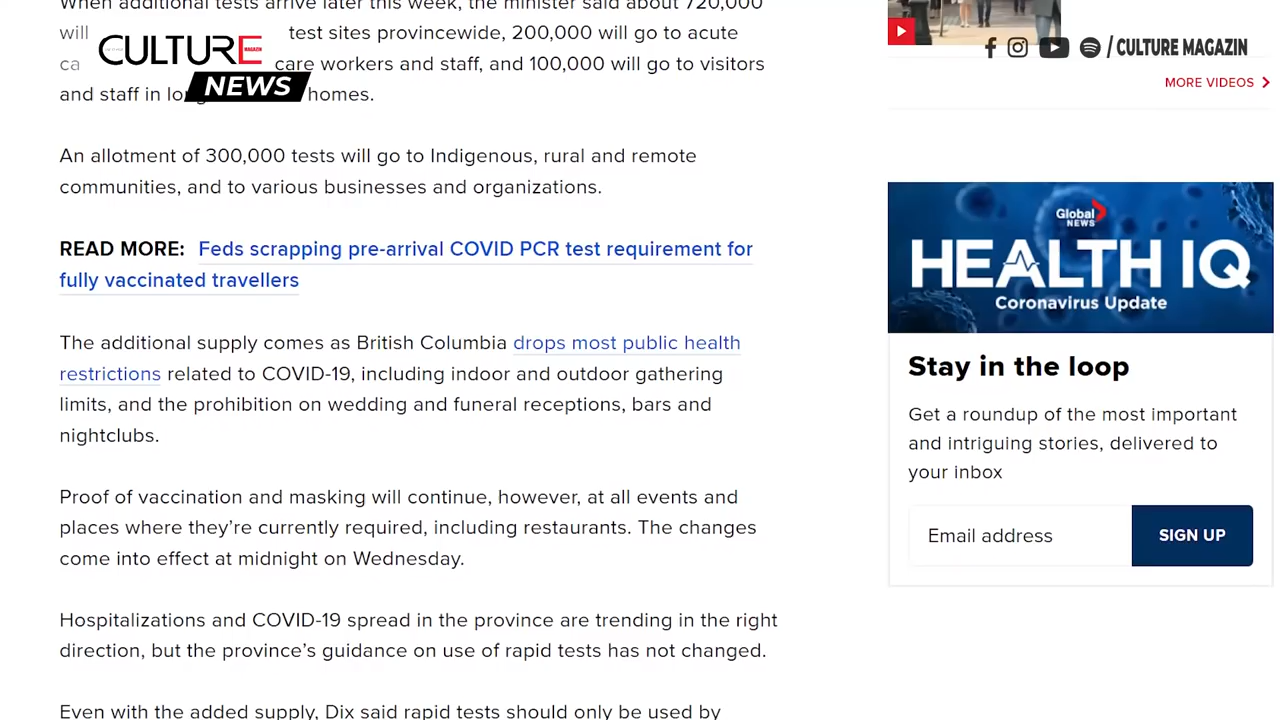 When additional tests arrive later this week, the minister said about 720,000
will test sites provincewide, 200,000 will go to acute
ca care workers and staff, and 100,000 will go to visitors
and staff in lo homes.
CULTURE
MAGAZIN
NEWS
An allotment of 300,000 tests will go to Indigenous, rural and remote
communities, and to various businesses and organizations.
READ MORE: Feds scrapping pre-arrival COVID PCR test requirement for
fully vaccinated travellers
The additional supply comes as British Columbia drops most public health
restrictions related to COVID-19, including indoor and outdoor gathering
limits, and the prohibition on wedding and funeral receptions, bars and
nightclubs.
Proof of vaccination and masking will continue, however, at all events and
places where they're currently required, including restaurants. The changes
come into effect at midnight on Wednesday.
Hospitalizations and COVID-19 spread in the province are trending in the right
direction, but the province's guidance on use of rapid tests has not changed.
Even with the added supply, Dix said rapid tests should only be used by
/ CULTURE MAGAZIN
MORE VIDEOS
Global
NEWS
HEALTH IQ
Coronavirus Update
Stay in the loop
Get a roundup of the most important
and intriguing stories, delivered to
your inbox
Email address
SIGN UP